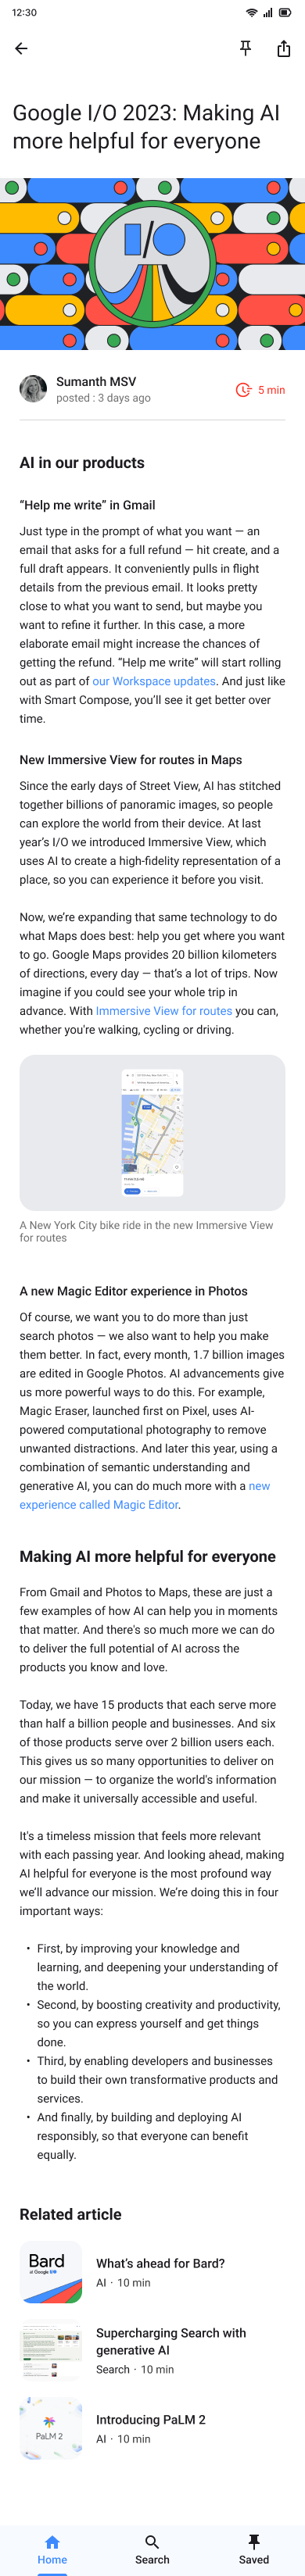 12:30
Google I/O 2023: Making AI
more helpful for everyone
I/O
Sumanth MSV
posted : 3 days ago
5 min
AI in our products
“Help me write” in Gmail
Just type in the prompt of what you want — an
email that asks for a full refund — hit create, and a
full draft appears. It conveniently pulls in flight
details from the previous email. It looks pretty
close to what you want to send, but maybe you
want to refine it further. In this case, a more
elaborate email might increase the chances of
getting the refund. “Help me write” will start rolling
out as part of our Workspace updates. And just like
with Smart Compose, you’ll see it get better over
time.
New Immersive View for routes in Maps
Since the early days of Street View, AI has stitched
together billions of panoramic images, so people
can explore the world from their device. At last
year’s I/O we introduced Immersive View, which
uses AI to create a high-fidelity representation of a
place, so you can experience it before you visit.
Now, we’re expanding that same technology to do
what Maps does best: help you get where you want
to go. Google Maps provides 20 billion kilometers
of directions, every day — that’s a lot of trips. Now
imagine if you could see your whole trip in
advance. With Immersive View for routes you can,
whether you're walking, cycling or driving.
A New York City bike ride in the new Immersive View
for routes
A new Magic Editor experience in Photos
Of course, we want you to do more than just
search photos — we also want to help you make
them better. In fact, every month, 1.7 billion images
are edited in Google Photos. AI advancements give
us more powerful ways to do this. For example,
Magic Eraser, launched first on Pixel, uses AI-
powered computational photography to remove
unwanted distractions. And later this year, using a
combination of semantic understanding and
generative AI, you can do much more with a new
experience called Magic Editor.
Making AI more helpful for everyone
From Gmail and Photos to Maps, these are just a
few examples of how AI can help you in moments
that matter. And there's so much more we can do
to deliver the full potential of AI across the
products you know and love.
Today, we have 15 products that each serve more
than half a billion people and businesses. And six
of those products serve over 2 billion users each.
This gives us so many opportunities to deliver on
our mission — to organize the world's information
and make it universally accessible and useful.
It's a timeless mission that feels more relevant
with each passing year. And looking ahead, making
AI helpful for everyone is the most profound way
we’ll advance our mission. We’re doing this in four
important ways:
• First, by improving your knowledge and
learning, and deepening your understanding of
the world.
• Second, by boosting creativity and productivity,
so you can express yourself and get things
done.
• Third, by enabling developers and businesses
to build their own transformative products and
services.
• And finally, by building and deploying AI
responsibly, so that everyone can benefit
equally.
Related article
Bard
at Google I/O
What’s ahead for Bard?
AI · 10 min
Supercharging Search with
generative AI
Search · 10 min
PaLM 2
Introducing PaLM 2
AI · 10 min
Home
Search
Saved